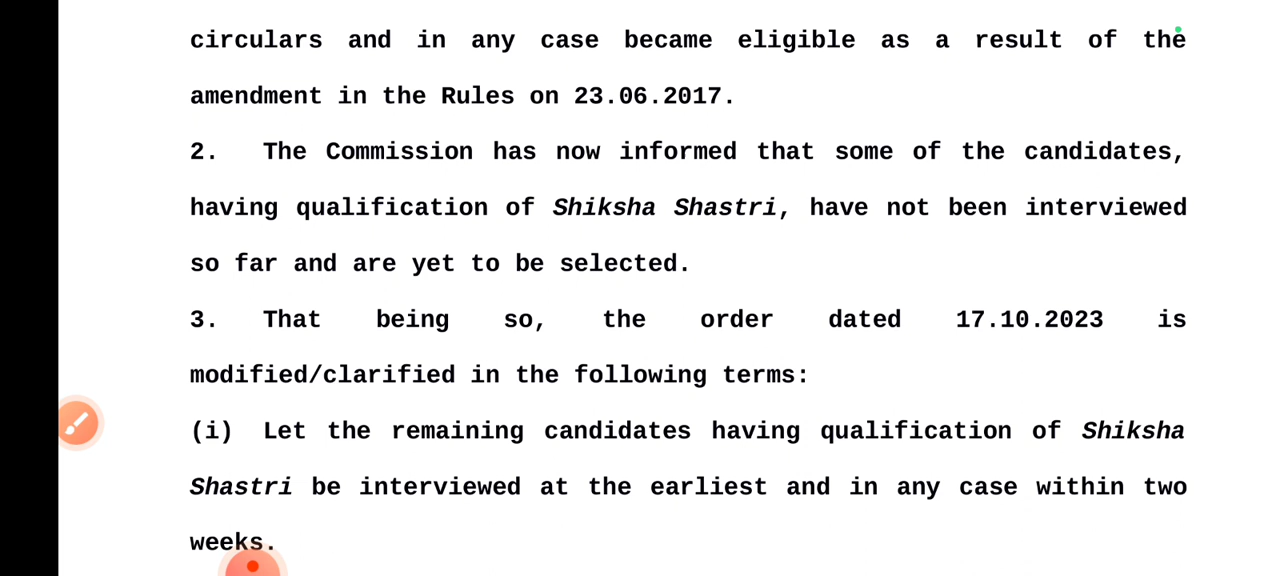 circulars and in any case became eligible as a result of the
amendment in the Rules on 23.06.2017.
2. The Commission has now informed that some of the candidates,
having qualification of Shiksha Shastri, have not been interviewed
so far and are yet to be selected.
3. That being so, the order dated 17.10.2023 is
modified/clarified in the following terms:
(i) Let the remaining candidates having qualification of Shiksha
Shastri be interviewed at the earliest and in any case within two
weeks.